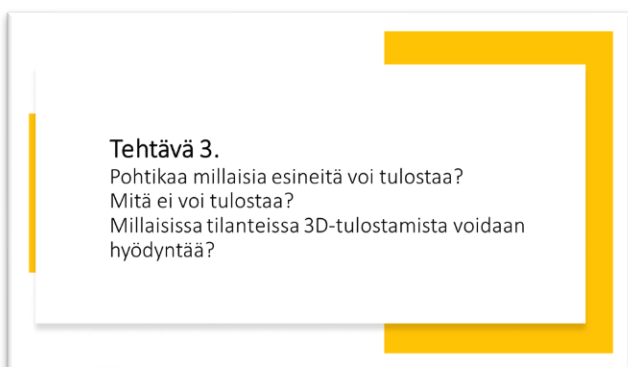 Tehtävä 3.
Pohtikaa millaisia esineitä voi tulostaa?
Mitä ei voi tulostaa?
Millaisissa tilanteissa 3D-tulostamista voidaan
hyödyntää?